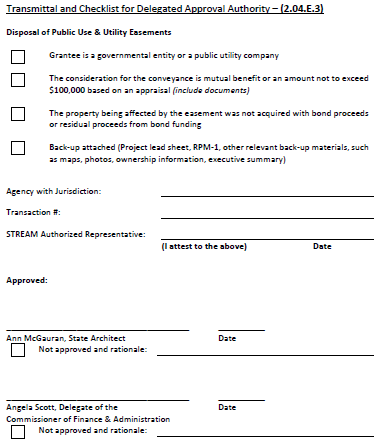 Transmittal and Checklist for Delegated Approval Authority – (2.04.E.3)
Disposal of Public Use & Utility Easements
Grantee is a governmental entity or a public utility company
The consideration for the conveyance is mutual benefit or an amount not to exceed
$100,000 based on an appraisal (include documents)
The property being affected by the easement was not acquired with bond proceeds
or residual proceeds from bond funding
Back-up attached (Project lead sheet, RPM-1, other relevant back-up materials, such
as maps, photos, ownership information, executive summary)
Agency with Jurisdiction:
Transaction #:
STREAM Authorized Representative:
(I attest to the above) Date
Approved:
Ann McGauran, State Architect Date
Not approved and rationale:
Angela Scott, Delegate of the Date
Commissioner of Finance & Administration
Not approved and rationale: